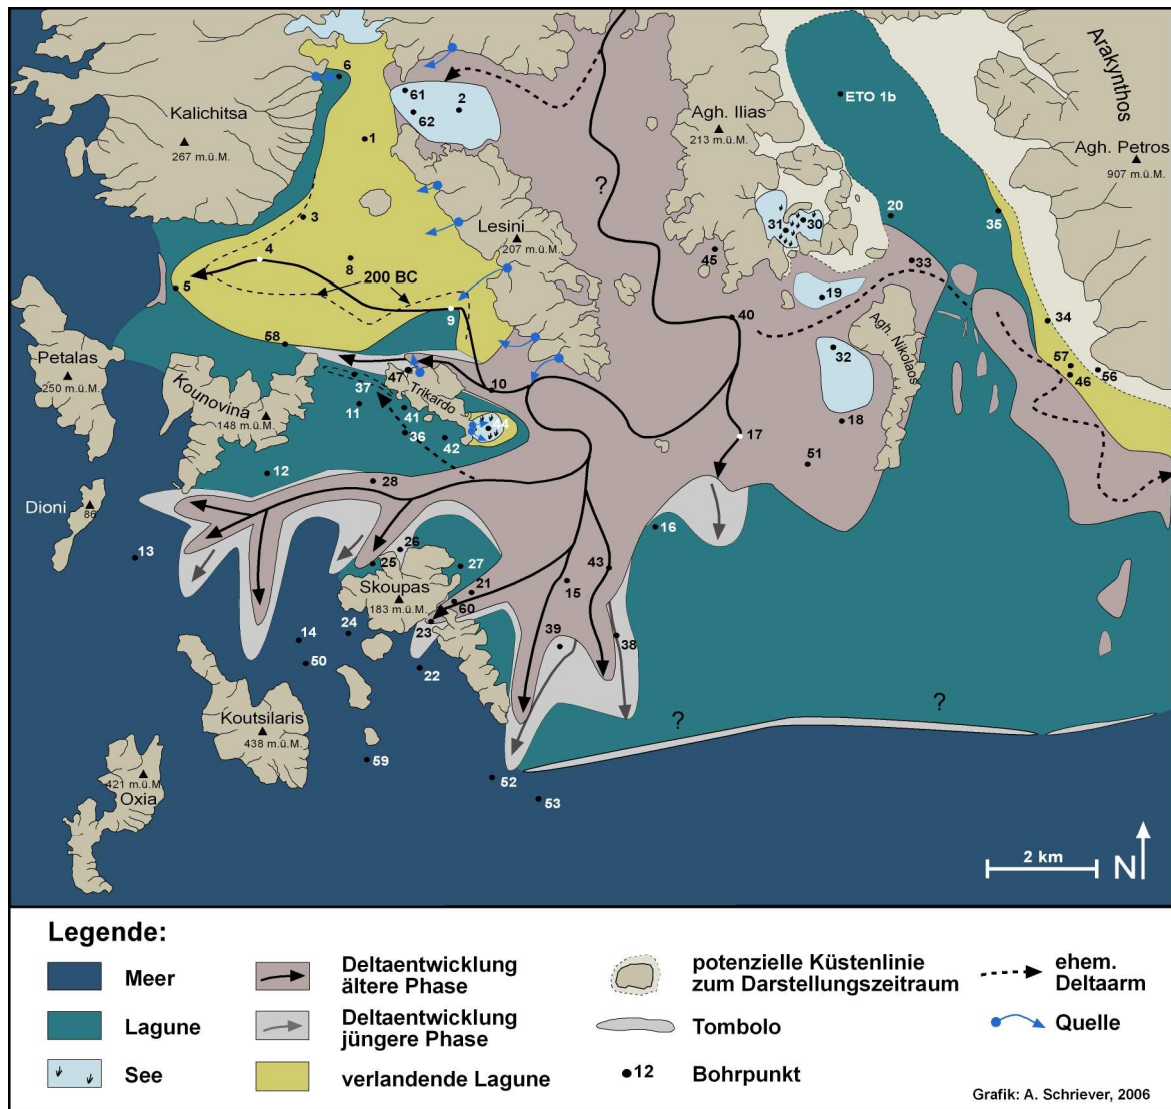 6
61
2
62
Kalichitsa
267 m.ü.M.
1
ETO 1b
Arakynthos
Agh. Ilias
213 m.ü.M.
Agh. Petros
907 m.ü.M.
?
3
Lesini
207 m.ü.M.
31
30
20
35
4
8
45
5
200 BC
33
19
9
40
34
58
Agh. Nikolaos
32
Petalas
250 m.ü.M.
47
37
Trikardo
10
57
56
46
Kounovina
148 m.ü.M.
11
41
36
42
44
18
17
51
12
28
Dioni
86
16
13
26
25
27
43
Skoupas
183 m.ü.M.
21
15
60
23
24
14
39
38
50
22
Koutsilaris
438 m.ü.M.
?
?
59
421 m.ü.M.
Oxia
52
53
2 km
N
Legende:
Meer
Lagune
See
Deltaentwicklung
ältere Phase
Deltaentwicklung
jüngere Phase
verlandende Lagune
potenzielle Küstenlinie
zum Darstellungszeitraum
Tombolo
12
Bohrpunkt
ehem.
Deltaarm
Quelle
Grafik: A. Schriever, 2006